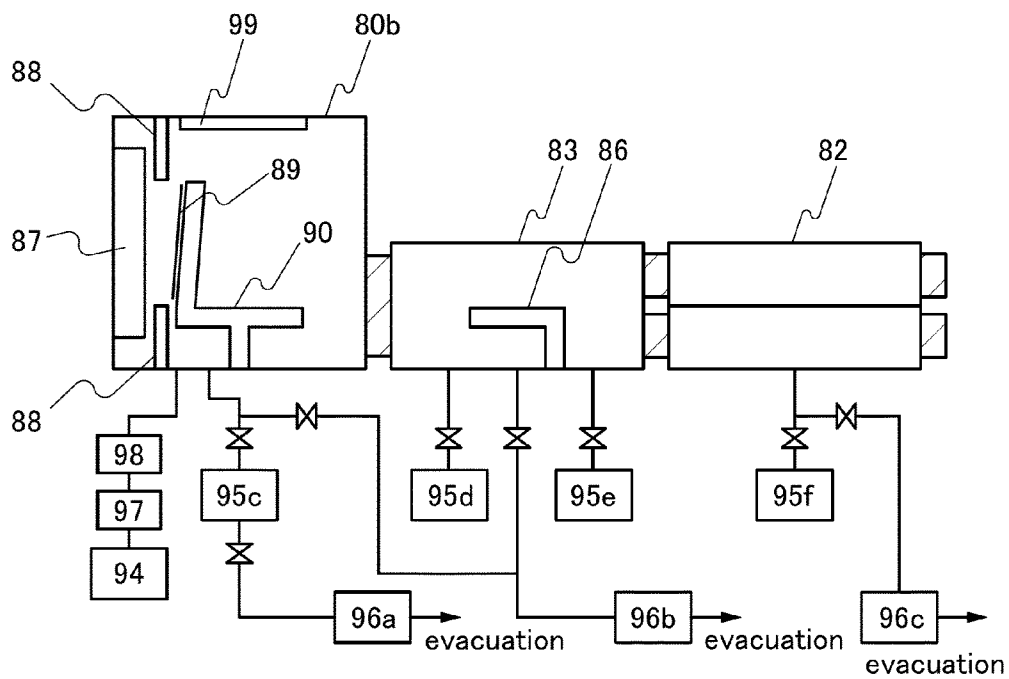 99
80b
88
83
86
82
89
90
87
88
98
95c
95d
95e
95f
97
94
96a
96b
96c
evacuation
evacuation
evacuation